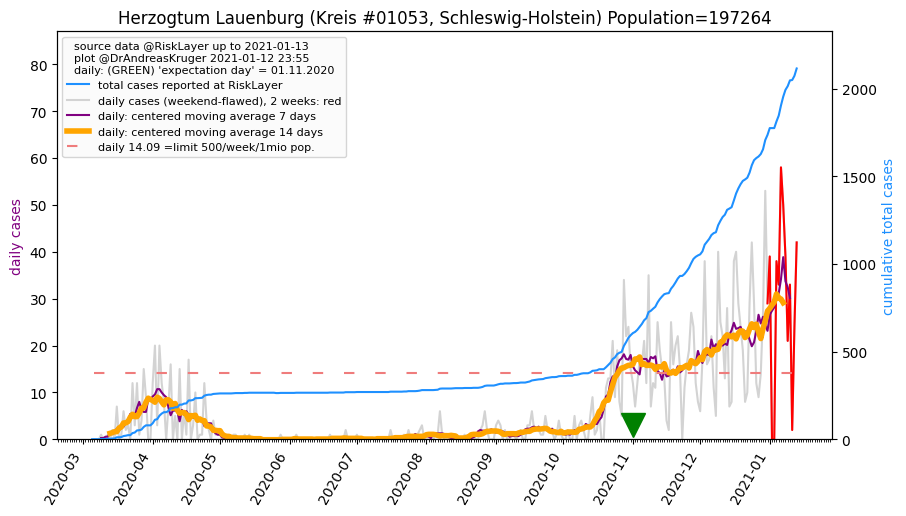 Herzogtum Lauenburg (Kreis #01053, Schleswig-Holstein) Population=197264
source data @RiskLayer up to 2021-01-13
plot @DrAndreasKruger 2021-01-12 23:55
daily: (GREEN) 'expectation day' = 01.11.2020
total cases reported at RiskLayer
daily cases (weekend-flawed), 2 weeks: red
daily: centered moving average 7 days
daily: centered moving average 14 days
daily 14.09 =limit 500/week/1mio pop.
daily cases
80
70
60
50
40
30
20
10
0
cumulative total cases
2000
1500
1000
500
0
2020-03
2020-04
2020-05
2020-06
2020-07
2020-08
2020-09
2020-10
2020-11
2020-12
2021-01